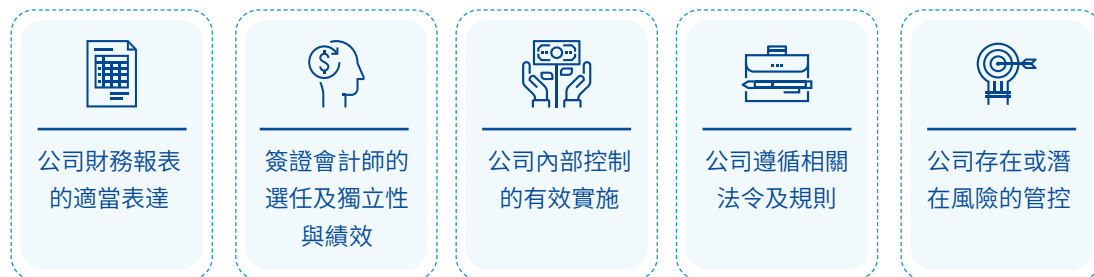 公司財務報表
的適當表達
簽證會計師的
選任及獨立性
與績效
公司內部控制
的有效實施
公司遵循相關
法令及規則
公司存在或潛
在風險的管控